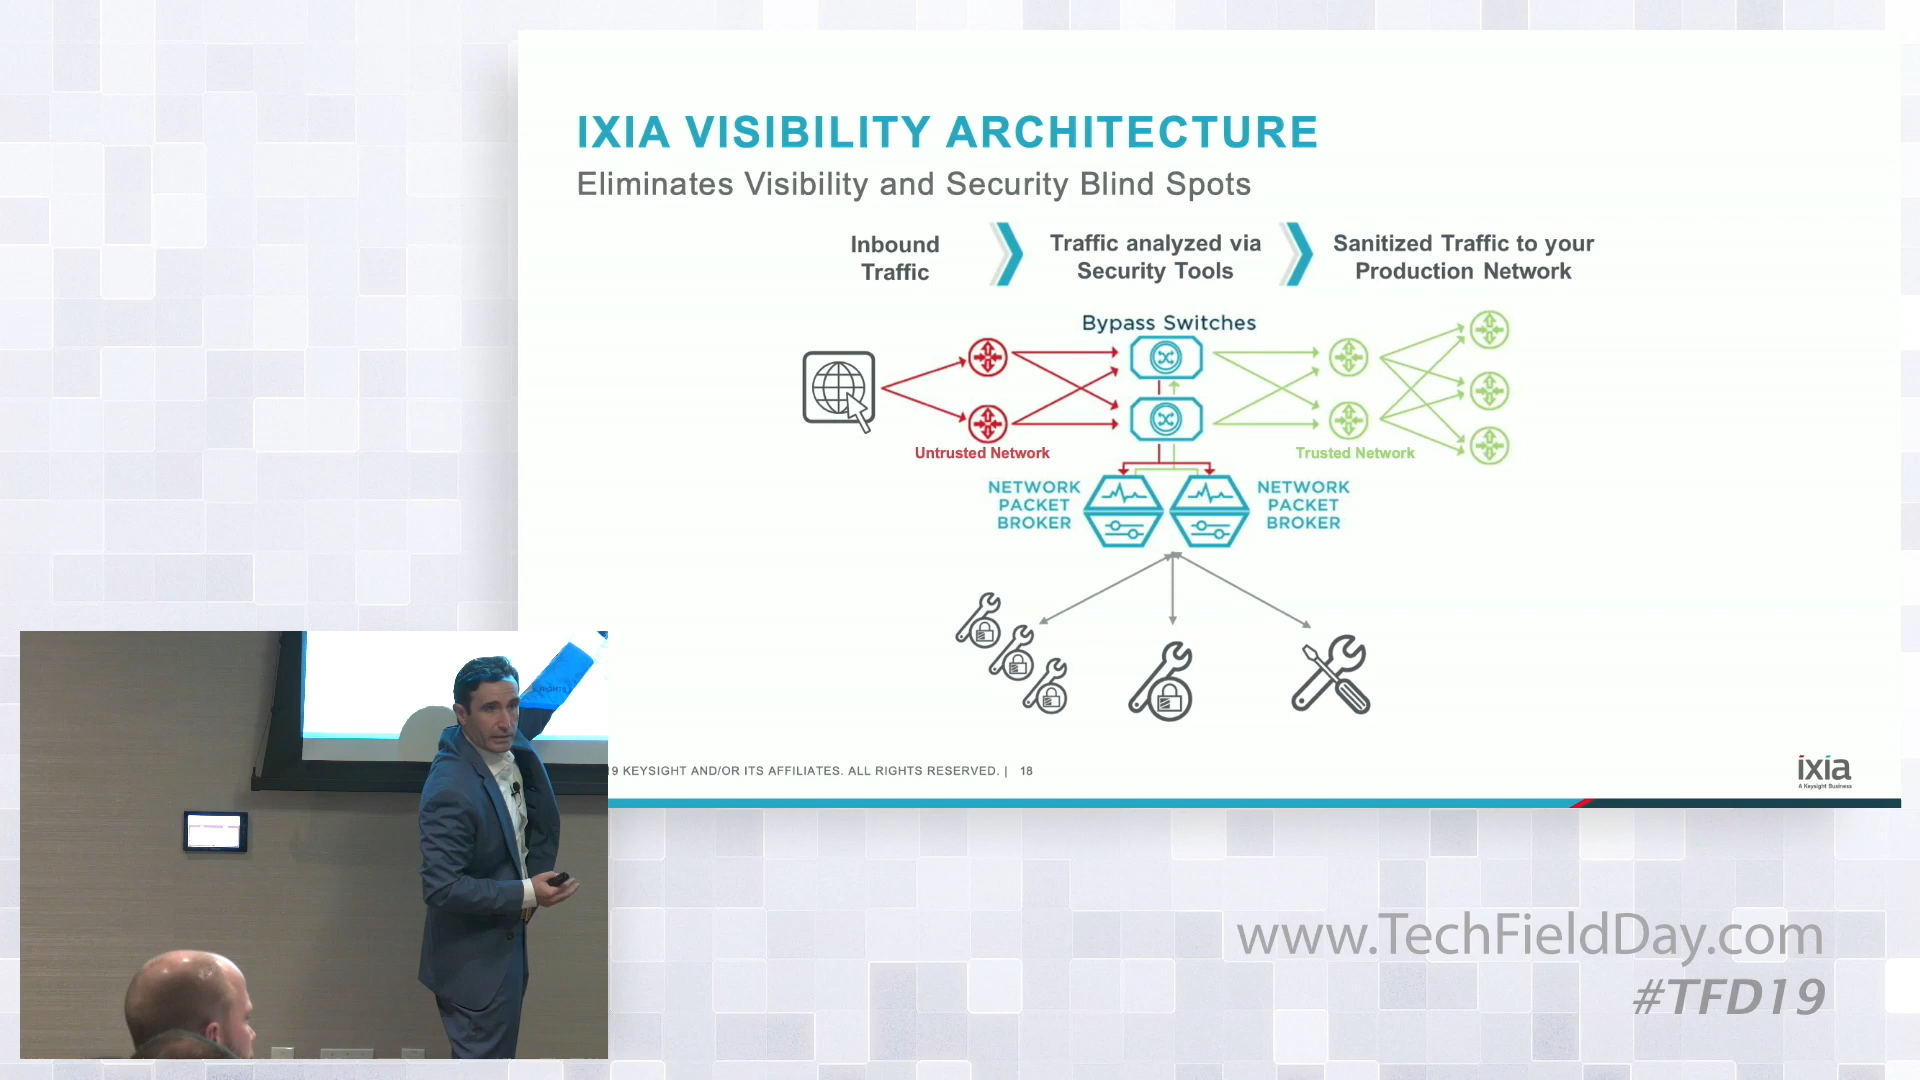 IXIA VISIBILITY ARCHITECTURE
Eliminates Visibility and Security Blind Spots
Inbound
Traffic
Traffic analyzed via
Security Tools
Sanitized Traffic to your
Production Network
Bypass Switches
Untrusted Network
Trusted Network
NETWORK
PACKET
BROKER
NETWORK
PACKET
BROKER
19 KEYSIGHT AND/OR ITS AFFILIATES. ALL RIGHTS RESERVED. | 18
ixia
A Keysight Business
www.TechFieldDay.com
#TFD19